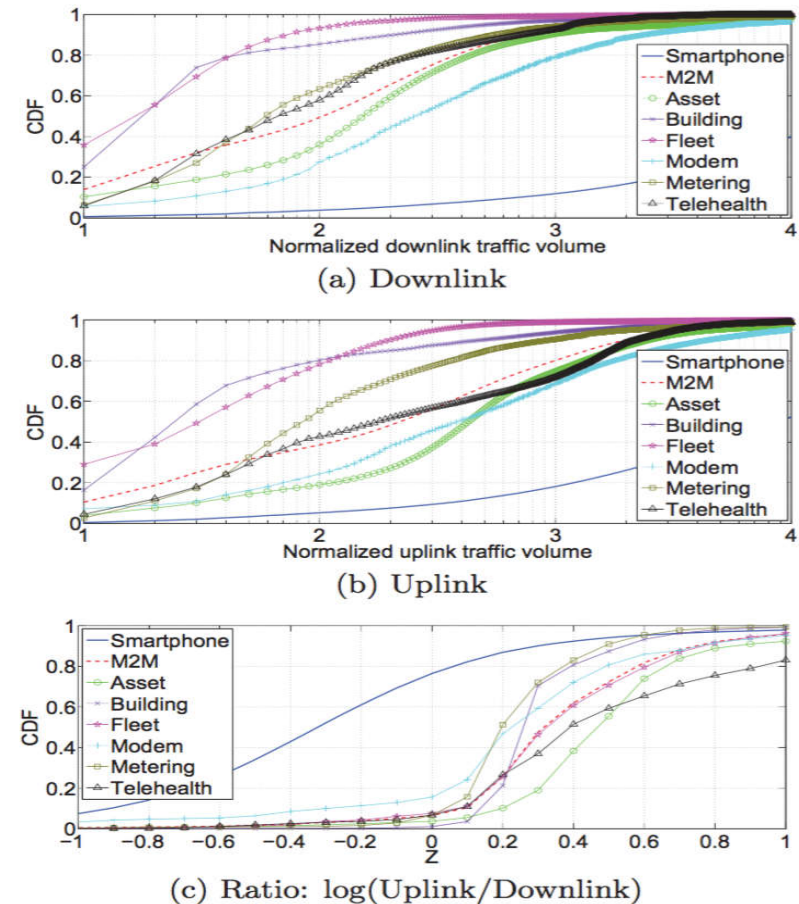 1
0.8
0.6
0.4
0.2
0
CDF
Smartphone
M2M
Asset
Building
Fleet
Modem
Metering
Telehealth
1 2 3 4
Normalized downlink traffic volume
(a) Downlink
1
0.8
0.6
0.4
0.2
0
CDF
Smartphone
M2M
Asset
Building
Fleet
Modem
Metering
Telehealth
1 2 3 4
Normalized uplink traffic volume
(b) Uplink
1
0.8
0.6
0.4
0.2
0
CDF
Smartphone
M2M
Asset
Building
Fleet
Modem
Metering
Telehealth
−1 −0.8 −0.6 −0.4 −0.2 0 0.2 0.4 0.6 0.8 1
Z
(c) Ratio: log(Uplink/Downlink)